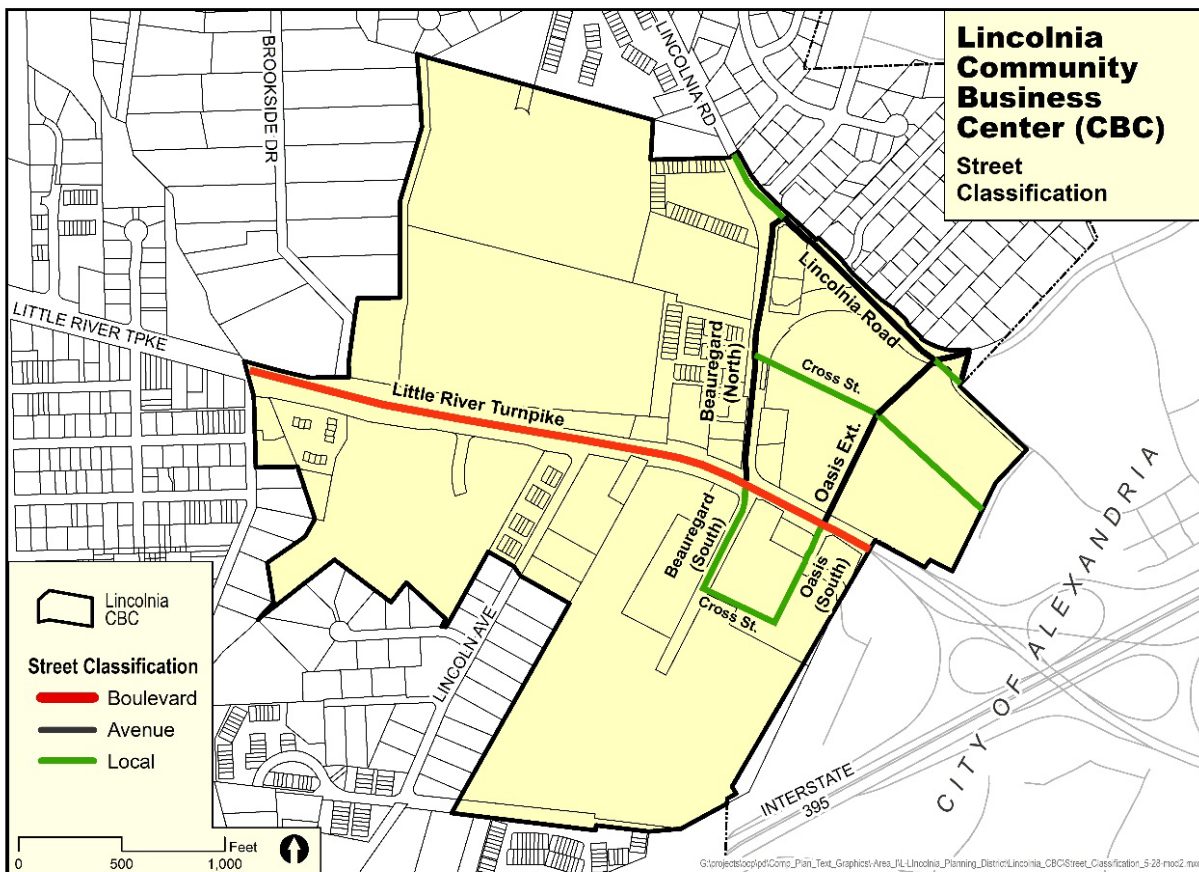 Lincolnia
Community
Business
Center (CBC)
Street
Classification
BROOKSIDE DR
LINCOLNIA RD
LITTLE RIVER TPKE
Lincolnia Road
Beauregard
(North)
Cross St.
Little River Turnpike
Oasis Ext.
Beauregard
(South)
Oasis
(South)
Cross St.
LINCOLN AVE
CITY OF ALEXANDRIA
INTERSTATE
395
Lincolnia
CBC
Street Classification
Boulevard
Avenue
Local
Feet
0 500 1,000